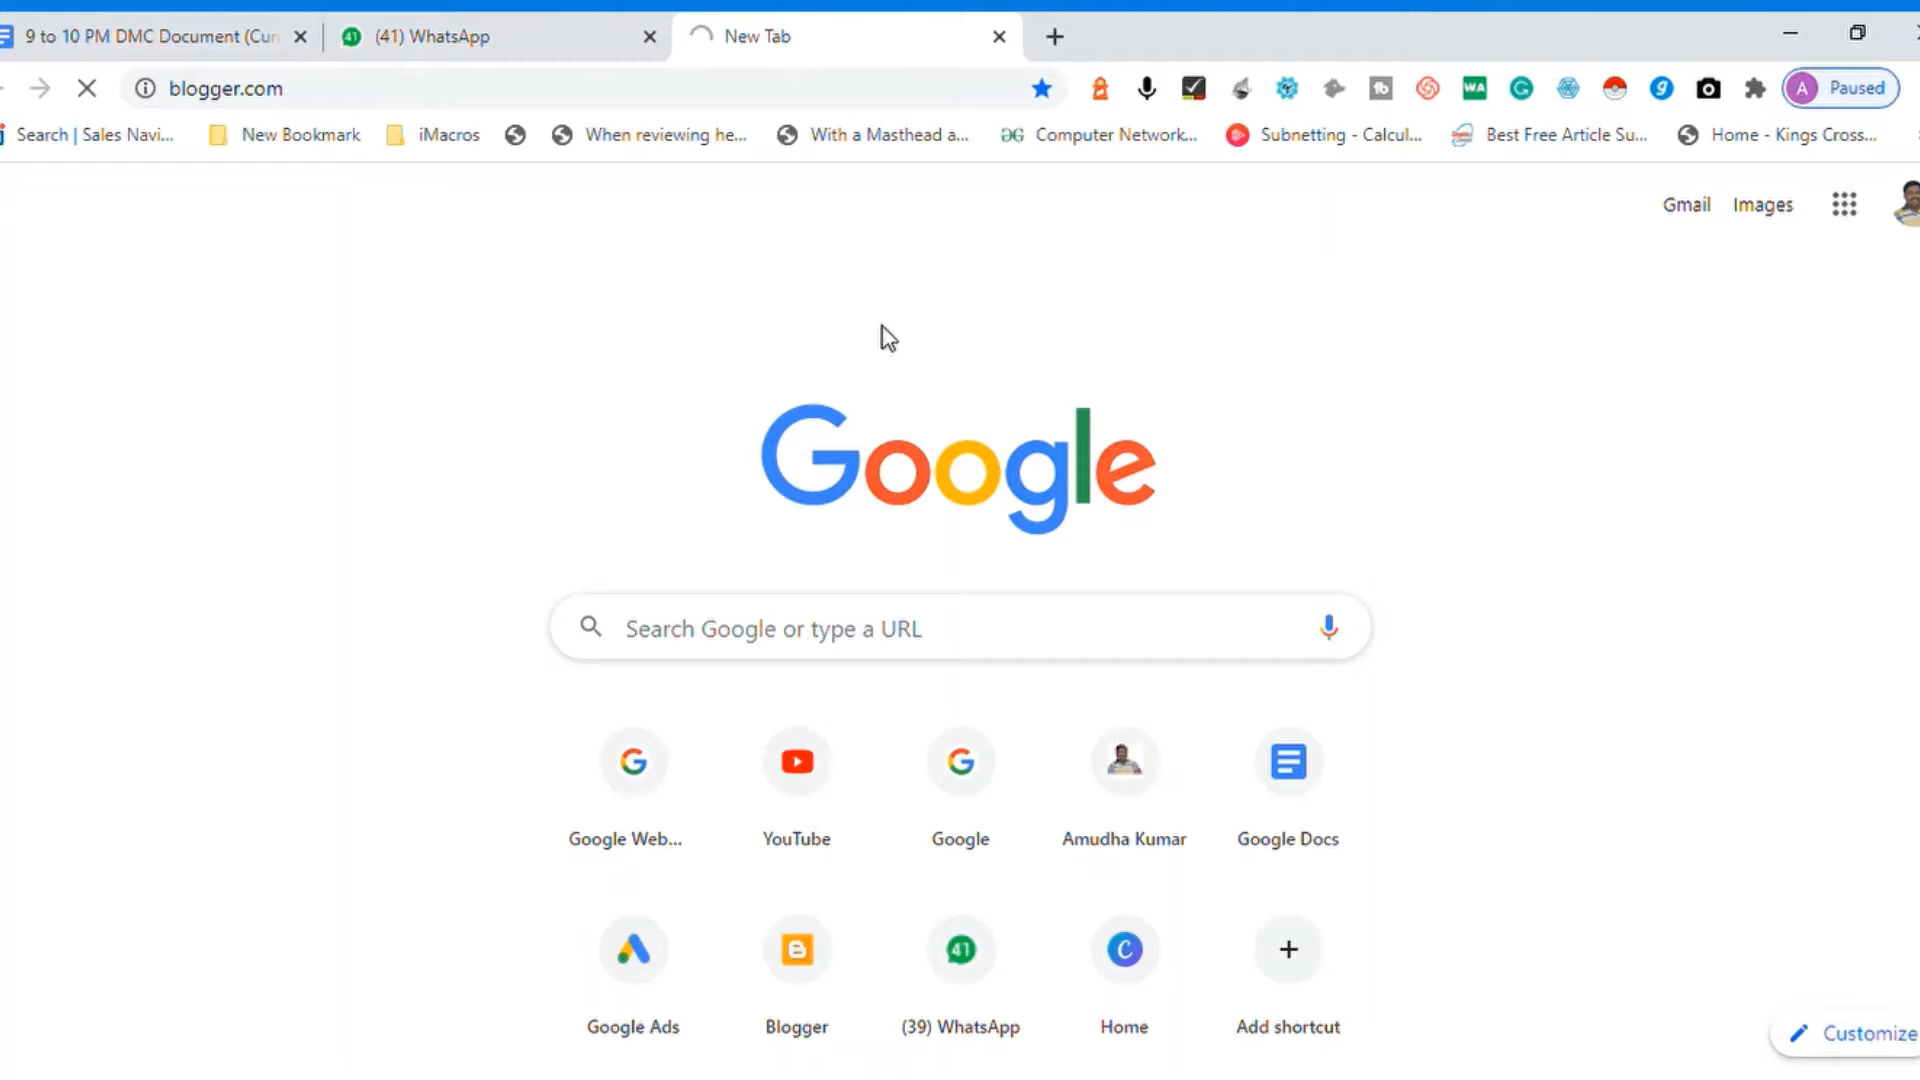 9 to 10 PM DMC Document (Cur
41 (41) WhatsApp
New Tab
blogger.com
WA
A Paused
Search | Sales Navi...
New Bookmark
iMacros
When reviewing he...
With a Masthead a...
Computer Network...
Subnetting - Calcul...
Best Free Article Su...
Home - Kings Cross...
Gmail Images
Google
Search Google or type a URL
Google Web...
YouTube
Google
Amudha Kumar
Google Docs
41
Google Ads
Blogger
(39) WhatsApp
Home
Add shortcut
Customize